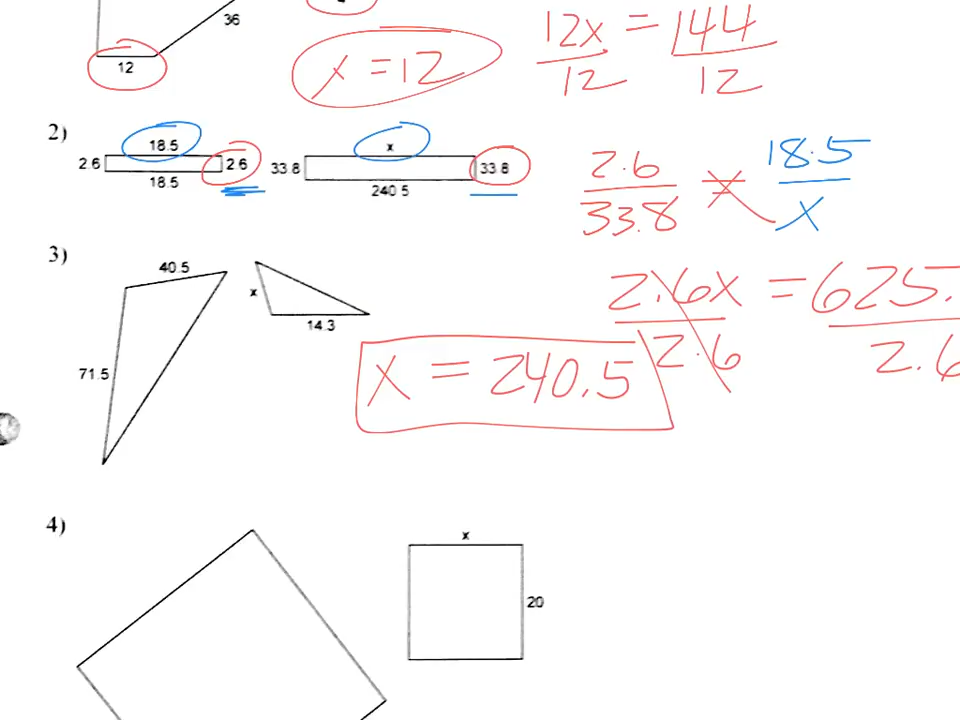 36
12
x = 12
12x = 144
12 12
2)
18.5
2.6 2.6
18.5
x
33.8 33.8
240.5
2.6 = 18.5
33.8 x
3)
40.5
71.5
x
14.3
2.6x = 625.
2.6 2.6
x = 240.5
4)
x
20